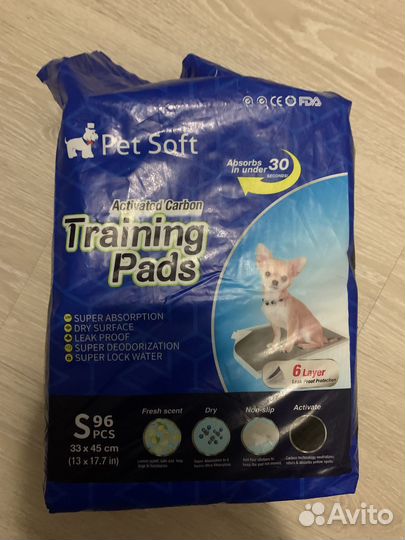 CE FDA
Pet Soft
Absorbs
in under 30
SECONDS!
Activated Carbon
Training
Pads
SUPER ABSORPTION
DRY SURFACE
LEAK PROOF
SUPER DEODORIZATION
SUPER LOCK WATER
6 Layer
Leak Proof Protection
S 96
PCS
33 x 45 cm
(13 x 17.7 in)
Fresh scent
Dry
Non-slip
Activate
Avito